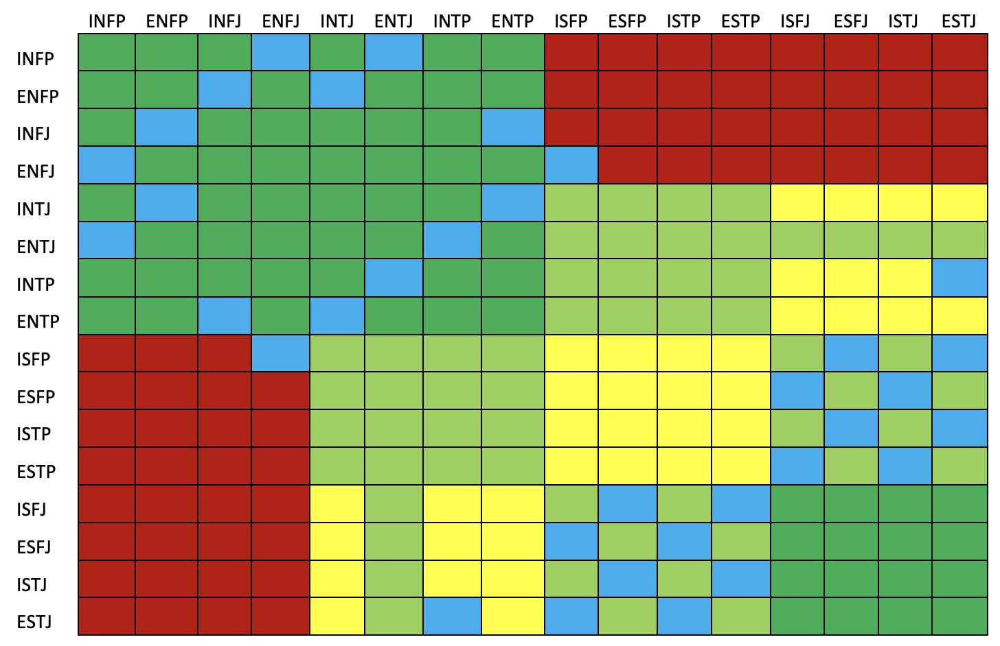 INFP ENFP INFJ ENFJ INTJ ENTJ INTP ENTP ISFP ESFP ISTP ESTP ISFJ ESFJ ISTJ ESTJ
INFP
ENFP
INFJ
ENFJ
INTJ
ENTJ
INTP
ENTP
ISFP
ESFP
ISTP
ESTP
ISFJ
ESFJ
ISTJ
ESTJ